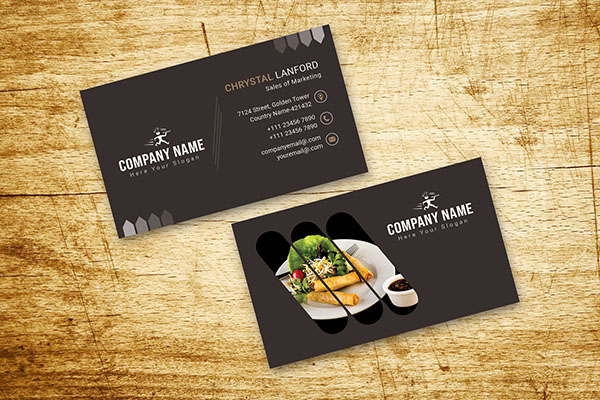 CHRYSTAL LANFORD
Sales of Marketing
7124 Street, Golden Tower
Country Name-421432
+111 23456 7890
+111 23456 7890
companyemail@.com
youremail@.com
COMPANY NAME
Here Your Slogan
COMPANY NAME
Here Your Slogan